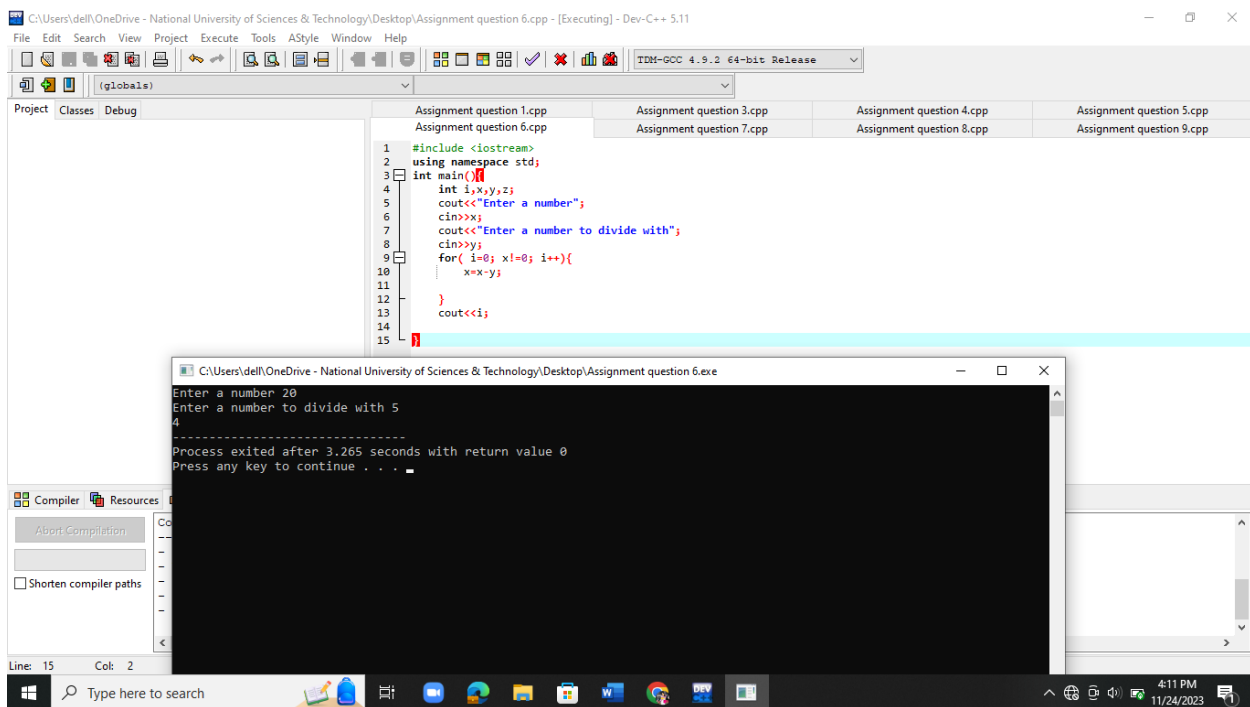 C:\Users\dell\OneDrive - National University of Sciences & Technology\Desktop\Assignment question 6.cpp - [Executing] - Dev-C++ 5.11
File Edit Search View Project Execute Tools AStyle Window Help
TDM-GCC 4.9.2 64-bit Release
(globals)
Project Classes Debug
Assignment question 1.cpp Assignment question 3.cpp Assignment question 4.cpp Assignment question 5.cpp
Assignment question 6.cpp Assignment question 7.cpp Assignment question 8.cpp Assignment question 9.cpp
1 #include <iostream>
2 using namespace std;
3 int main(){
4 int i,x,y,z;
5 cout<<"Enter a number";
6 cin>>x;
7 cout<<"Enter a number to divide with";
8 cin>>y;
9 for( i=0; x!=0; i++){
10 x=x-y;
11
12 }
13 cout<<i;
14
15 }
C:\Users\dell\OneDrive - National University of Sciences & Technology\Desktop\Assignment question 6.exe
Enter a number 20
Enter a number to divide with 5
4
--------------------------------
Process exited after 3.265 seconds with return value 0
Press any key to continue . . .
Compiler Resources
Abort Compilation
Shorten compiler paths
Line: 15 Col: 2
Type here to search
DEV
4:11 PM
11/24/2023
1